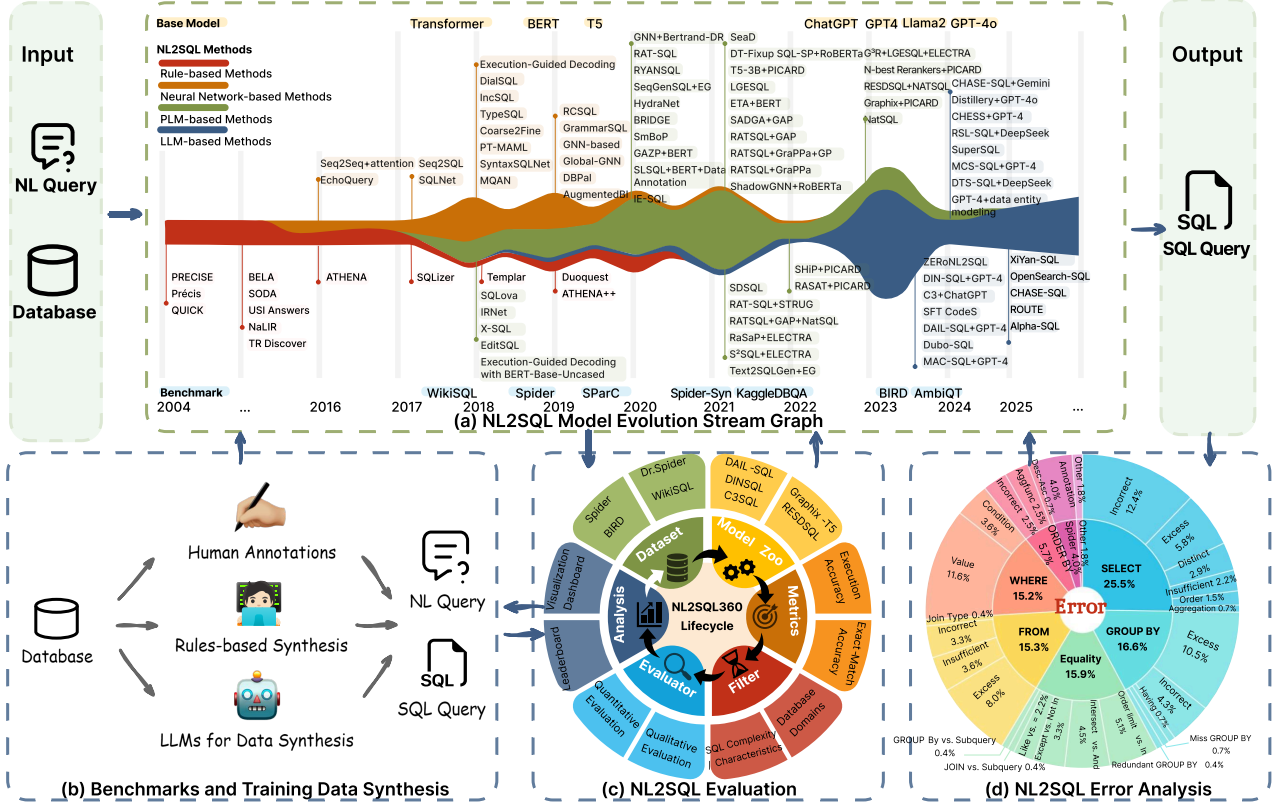 Input
NL Query
Database
Base Model
Transformer
BERT
T5
ChatGPT
GPT4
Llama2
GPT-4o
NL2SQL Methods
Rule-based Methods
Neural Network-based Methods
PLM-based Methods
LLM-based Methods
Seq2Seq+attention
EchoQuery
Seq2SQL
SQLNet
Execution-Guided Decoding
DialSQL
IncSQL
TypeSQL
Coarse2Fine
PT-MAML
SyntaxSQLNet
MQAN
RCSQL
GrammarSQL
GNN-based
Global-GNN
DBPal
AugmentedBI
GNN+Bertrand-DR
RAT-SQL
RYANSQL
SeqGenSQL+EG
HydraNet
BRIDGE
SmBoP
GAZP+BERT
SLSQL+BERT+Data
Annotation
IE-SQL
SeaD
DT-Fixup SQL-SP+RoBERTa
T5-3B+PICARD
LGESQL
ETA+BERT
SADGA+GAP
RATSQL+GAP
RATSQL+GraPPa+GP
RATSQL+GraPPa
ShadowGNN+RoBERTa
G³R+LGESQL+ELECTRA
N-best Rerankers+PICARD
RESDSQL+NATSQL
Graphix+PICARD
NatSQL
CHASE-SQL+Gemini
Distillery+GPT-4o
CHESS+GPT-4
RSL-SQL+DeepSeek
SuperSQL
MCS-SQL+GPT-4
DTS-SQL+DeepSeek
GPT-4+data entity
modeling
PRECISE
Précis
QUICK
BELA
SODA
USI Answers
NaLIR
TR Discover
ATHENA
SQLizer
Templar
SQLova
IRNet
X-SQL
EditSQL
Execution-Guided Decoding
with BERT-Base-Uncased
Duoquest
ATHENA++
SDSQL
RAT-SQL+STRUG
RATSQL+GAP+NatSQL
RaSaP+ELECTRA
S²SQL+ELECTRA
Text2SQLGen+EG
SHiP+PICARD
RASAT+PICARD
ZERoNL2SQL
DIN-SQL+GPT-4
C3+ChatGPT
SFT CodeS
DAIL-SQL+GPT-4
Dubo-SQL
MAC-SQL+GPT-4
XiYan-SQL
OpenSearch-SQL
CHASE-SQL
ROUTE
Alpha-SQL
Benchmark
WikiSQL
Spider
SParC
Spider-Syn
KaggleDBQA
BIRD
AmbiQT
2004
...
2016
2017
2018
2019
2020
2021
2022
2023
2024
2025
...
(a) NL2SQL Model Evolution Stream Graph
Output
SQL
SQL Query
Database
Human Annotations
Rules-based Synthesis
LLMs for Data Synthesis
NL Query
SQL
SQL Query
(b) Benchmarks and Training Data Synthesis
Dr.Spider
WikiSQL
Spider
BIRD
DAIL -SQL
DINSQL
C3SQL
Graphix -T5
RESDSQL
Execution
Accuracy
Exact-Match
Accuracy
Database
Domains
SQL Complexity
Characteristics
Qualitative
Evaluation
Quantitative
Evaluation
Leaderboard
Visualization
Dashboard
Dataset
Model Zoo
Metrics
Filter
Evaluator
Analysis
NL2SQL360
Lifecycle
(c) NL2SQL Evaluation
Error
SELECT
25.5%
Incorrect
12.4%
Excess
5.8%
Distinct
2.9%
Insufficient 2.2%
Order 1.5%
Aggregation 0.7%
GROUP BY
16.6%
Excess
10.5%
Incorrect
4.3%
Having 0.7%
Miss GROUP BY
0.7%
Redundant GROUP BY
0.4%
Equality
15.9%
Order limit vs. In
5.1%
Intersect vs. And
4.5%
Except vs. Not In
3.3%
Like vs. = 2.2%
JOIN vs. Subquery 0.4%
GROUP By vs. Subquery
0.4%
FROM
15.3%
Excess
8.0%
Insufficient
3.6%
Incorrect
3.3%
Join Type 0.4%
WHERE
15.2%
Value
11.6%
Condition
3.6%
ORDER BY
5.7%
Incorrect 2.5%
Aggfunc 2.5%
Desc-Asc 0.7%
Spider 4.0%
Annotation
4.0%
Other 1.8%
Other 1.8%
(d) NL2SQL Error Analysis